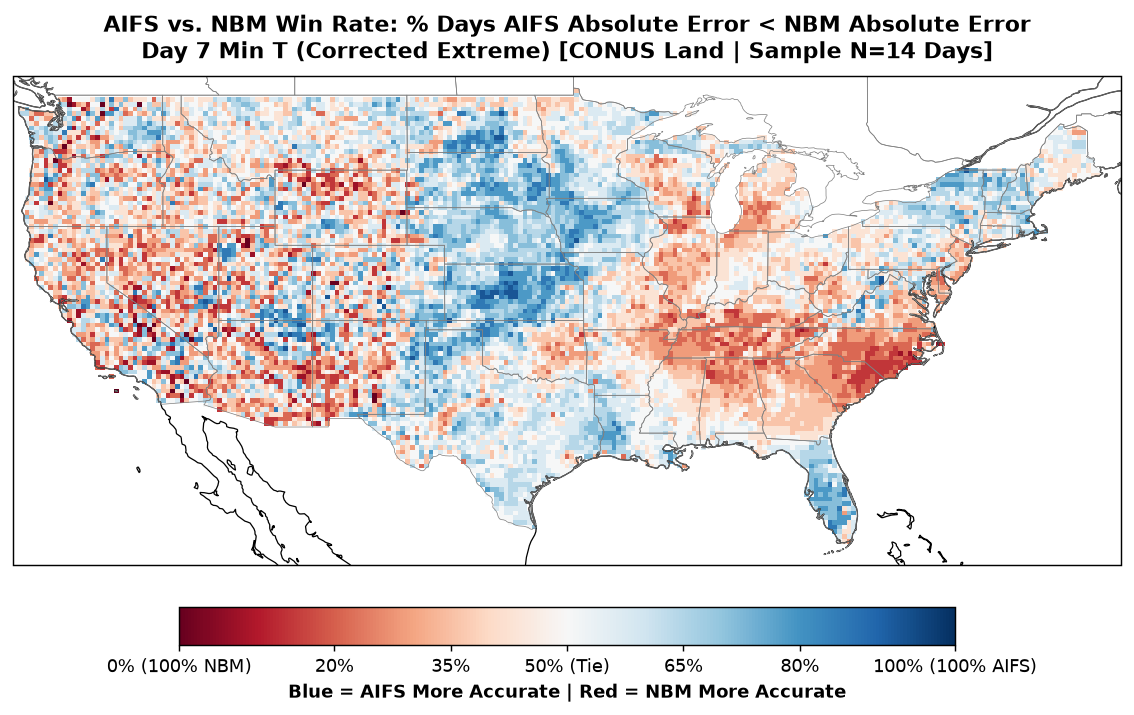 AIFS vs. NBM Win Rate: % Days AIFS Absolute Error < NBM Absolute Error
Day 7 Min T (Corrected Extreme) [CONUS Land | Sample N=14 Days]
0% (100% NBM) 20% 35% 50% (Tie) 65% 80% 100% (100% AIFS)
Blue = AIFS More Accurate | Red = NBM More Accurate